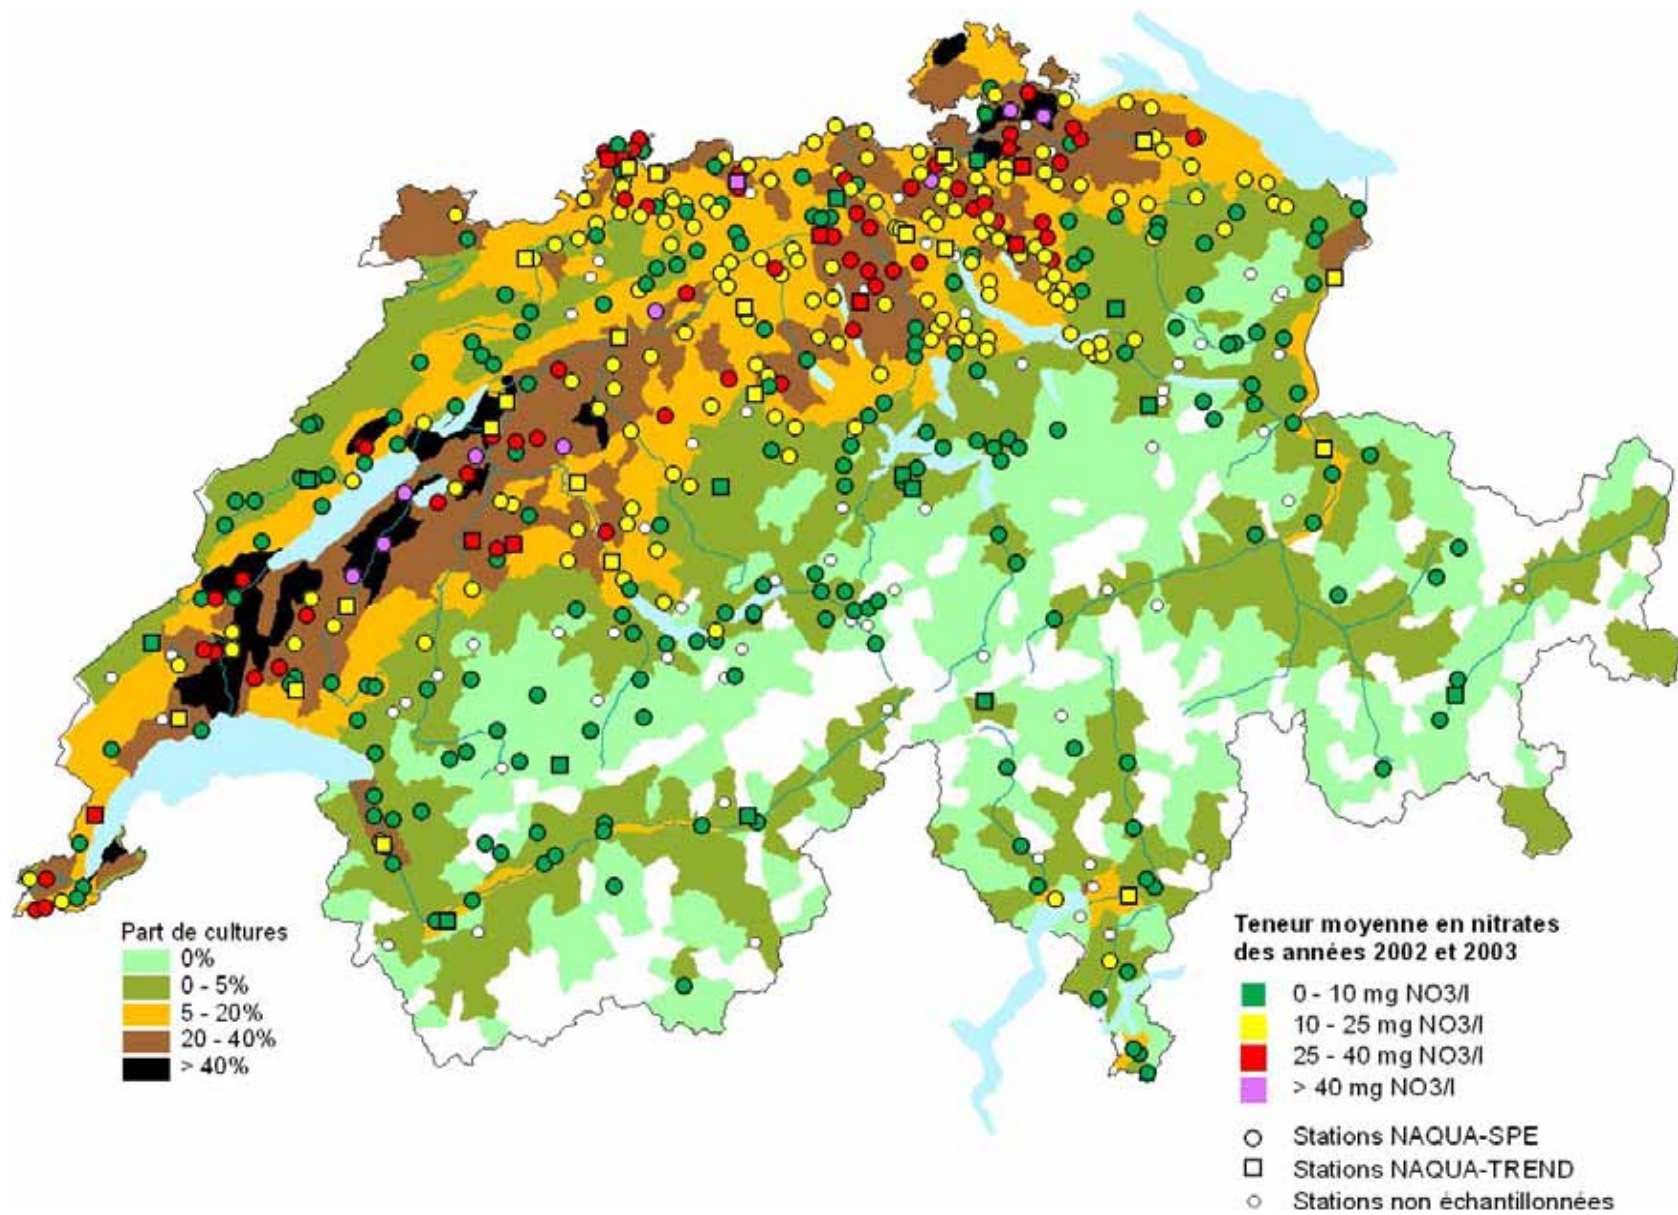 Part de cultures
0%
0 - 5%
5 - 20%
20 - 40%
> 40%
Teneur moyenne en nitrates
des années 2002 et 2003
0 - 10 mg NO3/l
10 - 25 mg NO3/l
25 - 40 mg NO3/l
> 40 mg NO3/l
Stations NAQUA-SPE
Stations NAQUA-TREND
Stations non échantillonnées